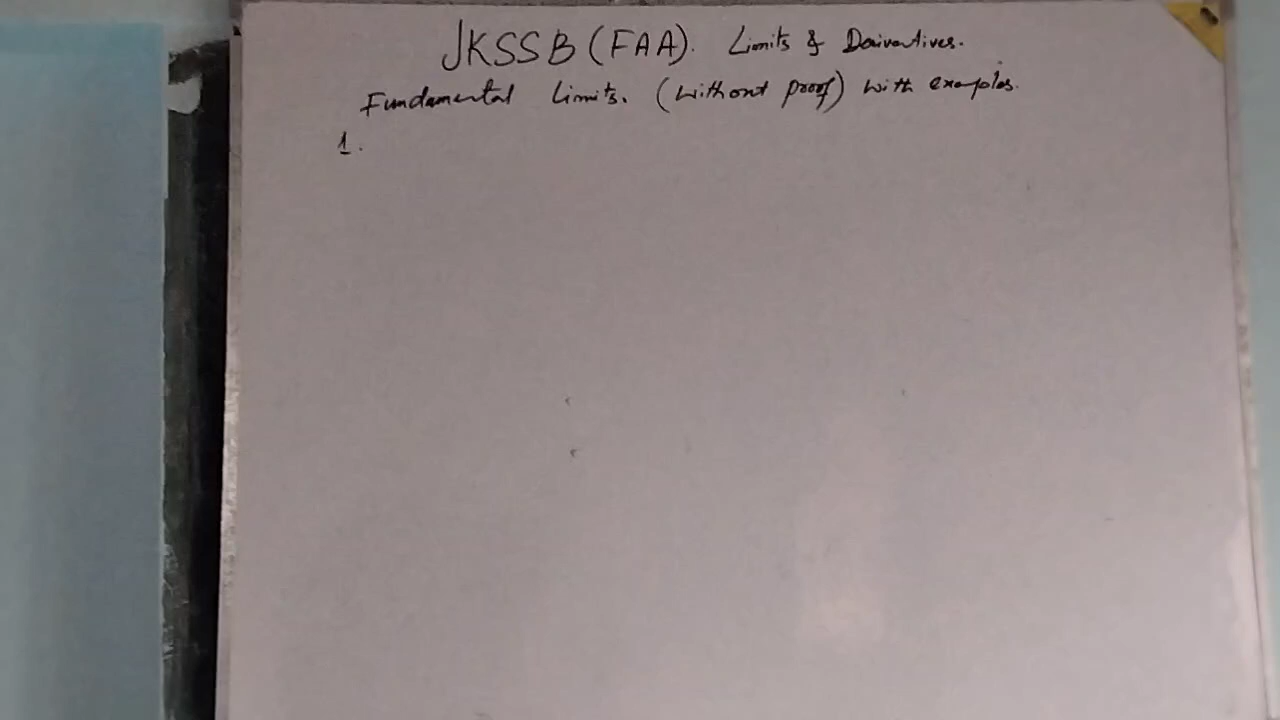 JKSSB (FAA). Limits & Derivatives.
Fundamental Limits. (without proof) with examples.
1.